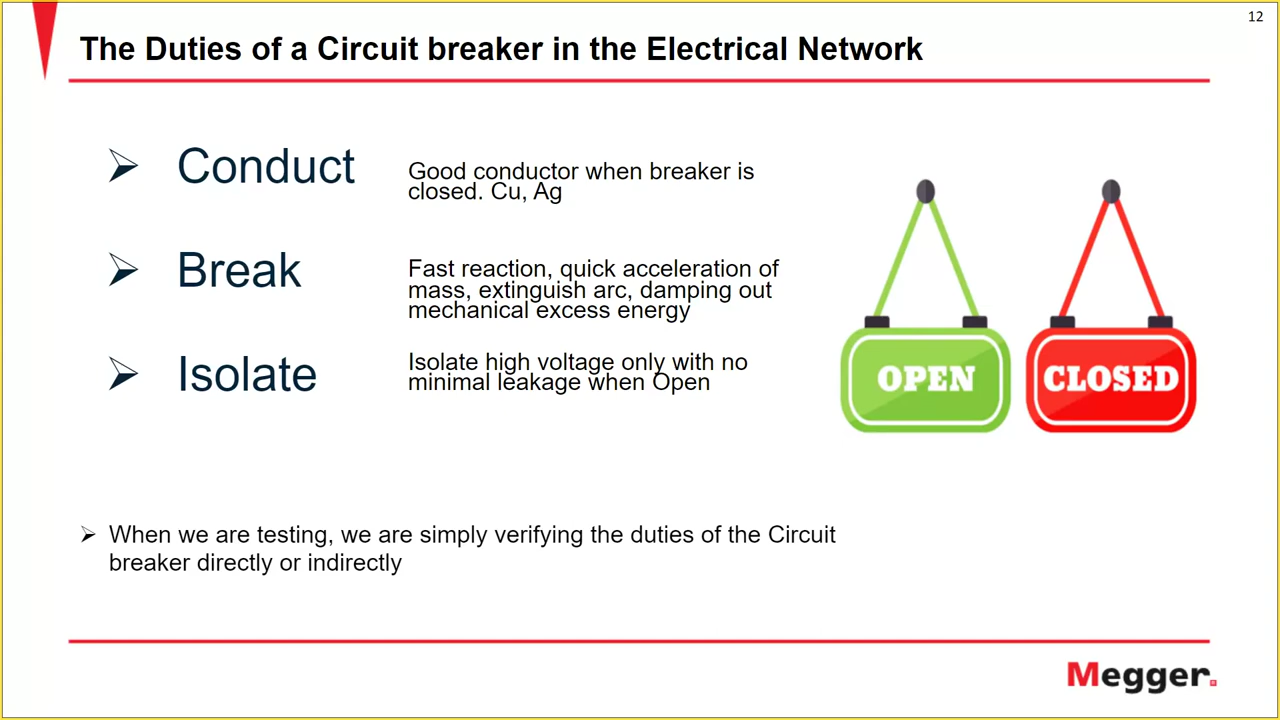 12
The Duties of a Circuit breaker in the Electrical Network
➢ Conduct
Good conductor when breaker is
closed. Cu, Ag
➢ Break
Fast reaction, quick acceleration of
mass, extinguish arc, damping out
mechanical excess energy
➢ Isolate
Isolate high voltage only with no
minimal leakage when Open
OPEN
CLOSED
➢ When we are testing, we are simply verifying the duties of the Circuit
breaker directly or indirectly
Megger.